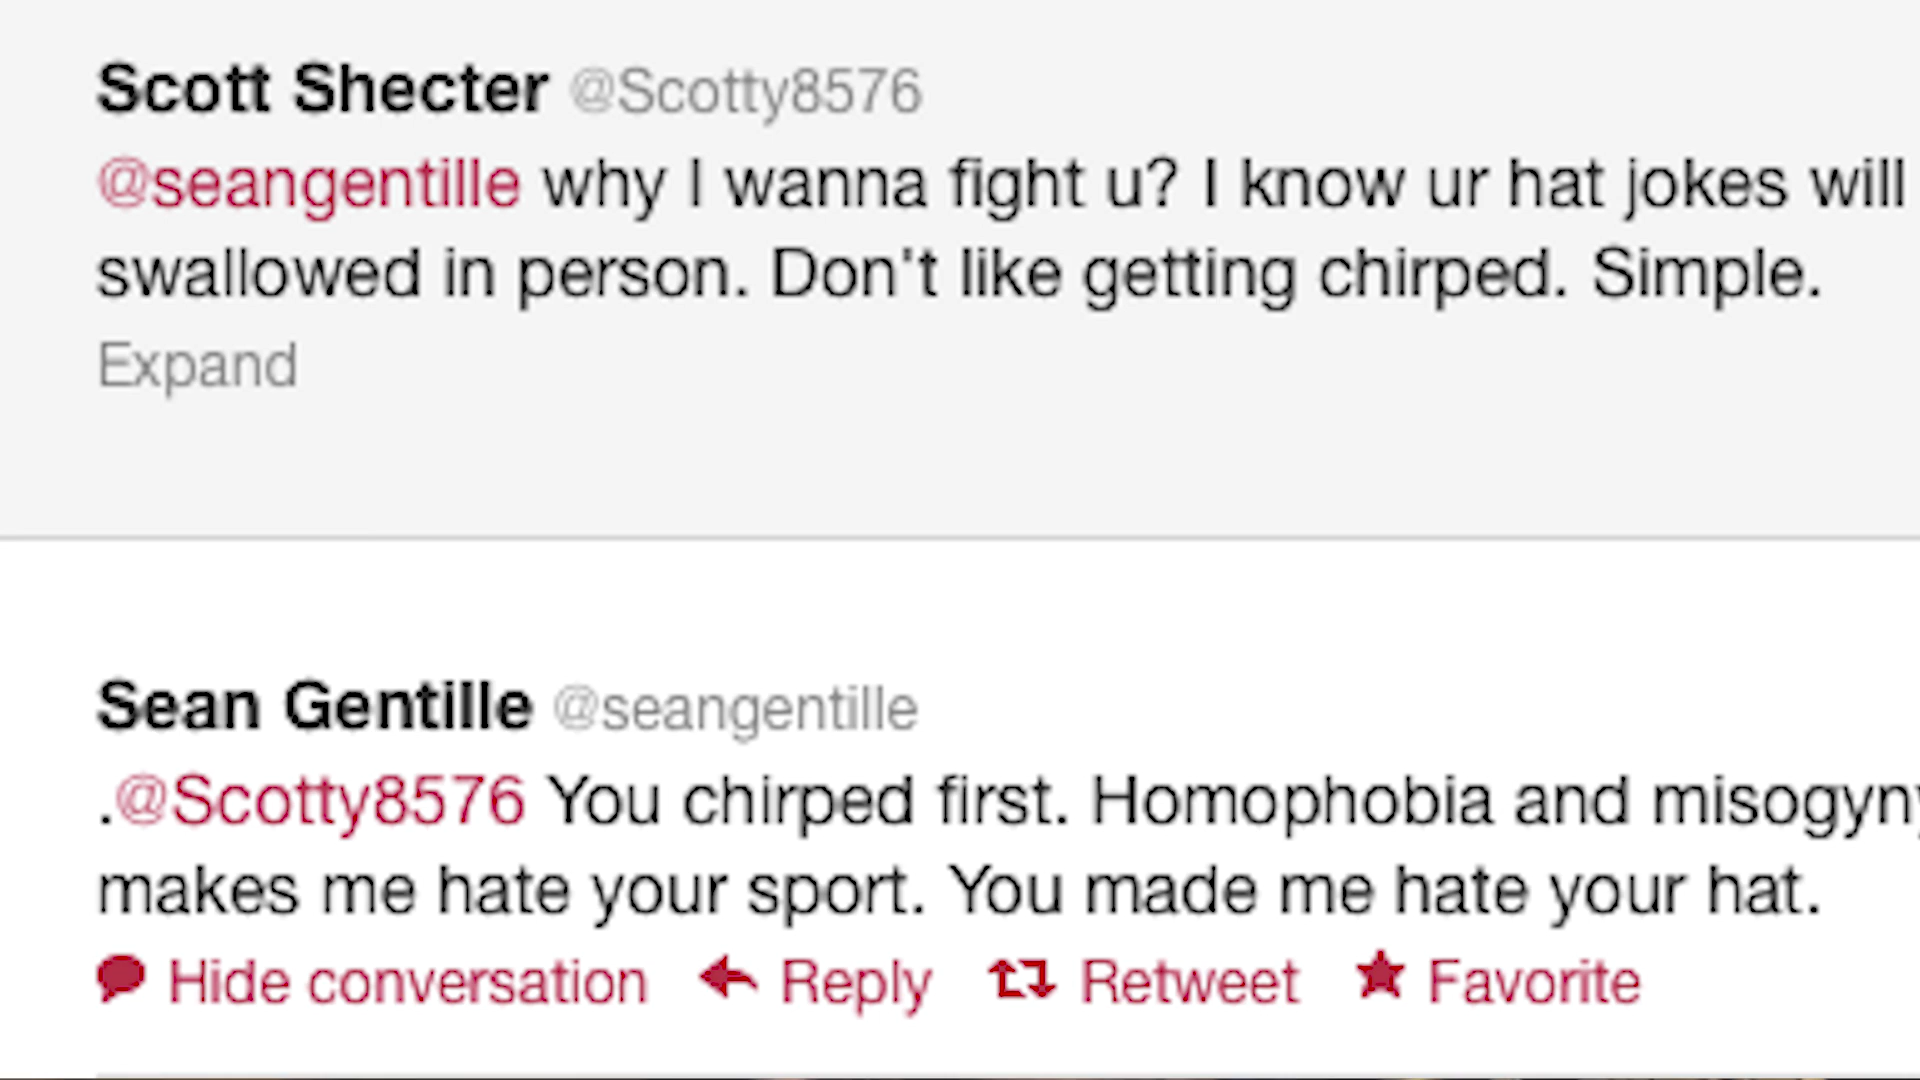 Scott Shecter @Scotty8576
@seangentille why I wanna fight u? I know ur hat jokes will
swallowed in person. Don't like getting chirped. Simple.
Expand
Sean Gentille @seangentille
.@Scotty8576 You chirped first. Homophobia and misogyny
makes me hate your sport. You made me hate your hat.
Hide conversation Reply Retweet Favorite